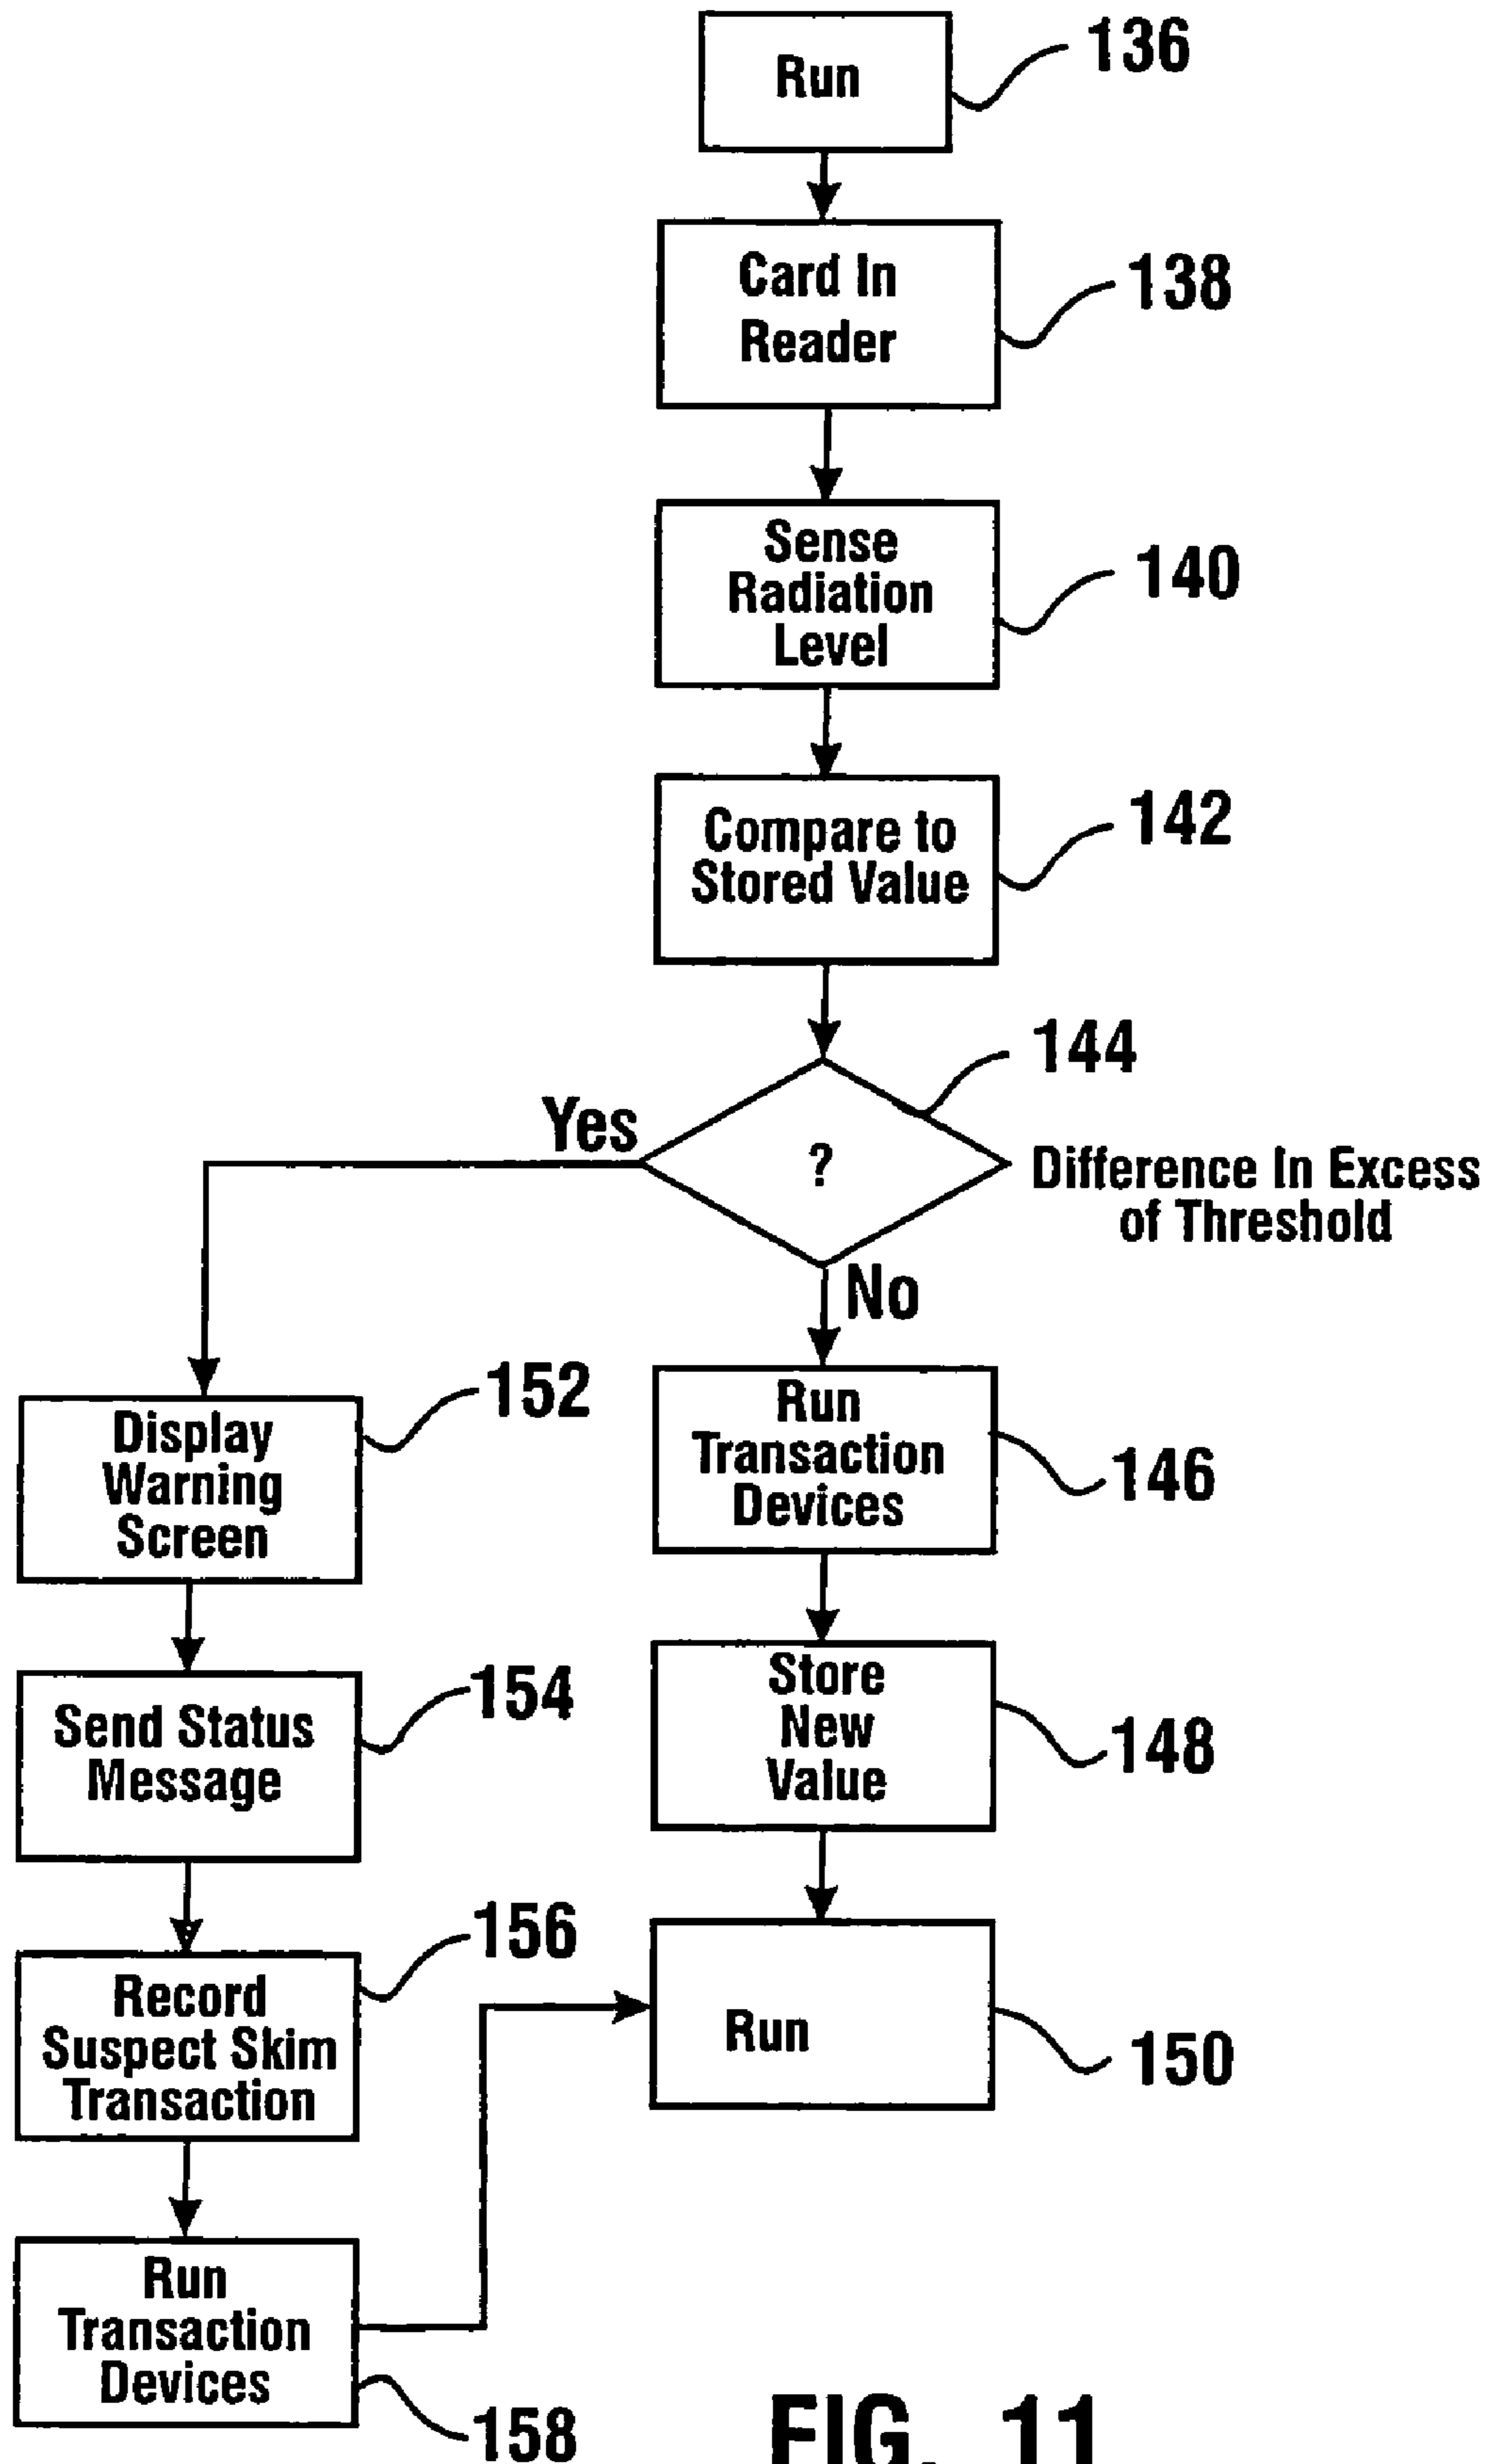 Run
136
Card In
Reader
138
Sense
Radiation
Level
140
Compare to
Stored Value
142
144
Yes
?
Difference In Excess
of Threshold
No
152
Display
Warning
Screen
Run
Transaction
Devices
146
154
Send Status
Message
Store
New
Value
148
156
Record
Suspect Skim
Transaction
Run
150
Run
Transaction
Devices
158
FIG. 11